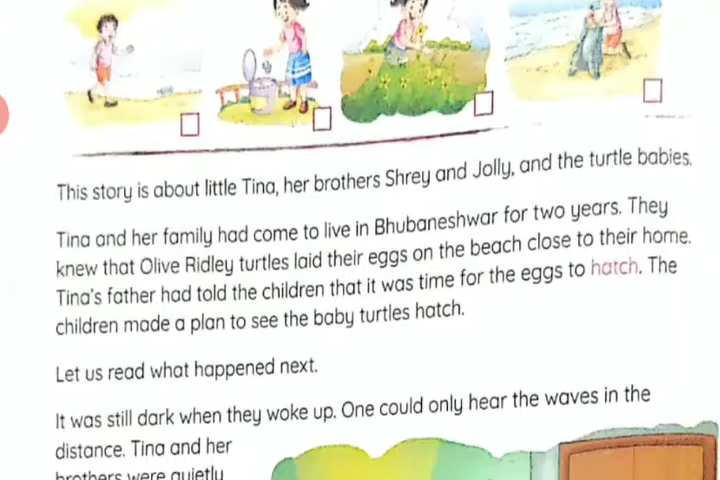 This story is about little Tina, her brothers Shrey and Jolly, and the turtle babies.
Tina and her family had come to live in Bhubaneshwar for two years. They
knew that Olive Ridley turtles laid their eggs on the beach close to their home.
Tina's father had told the children that it was time for the eggs to hatch. The
children made a plan to see the baby turtles hatch.
Let us read what happened next.
It was still dark when they woke up. One could only hear the waves in the
distance. Tina and her
brothers were quietly